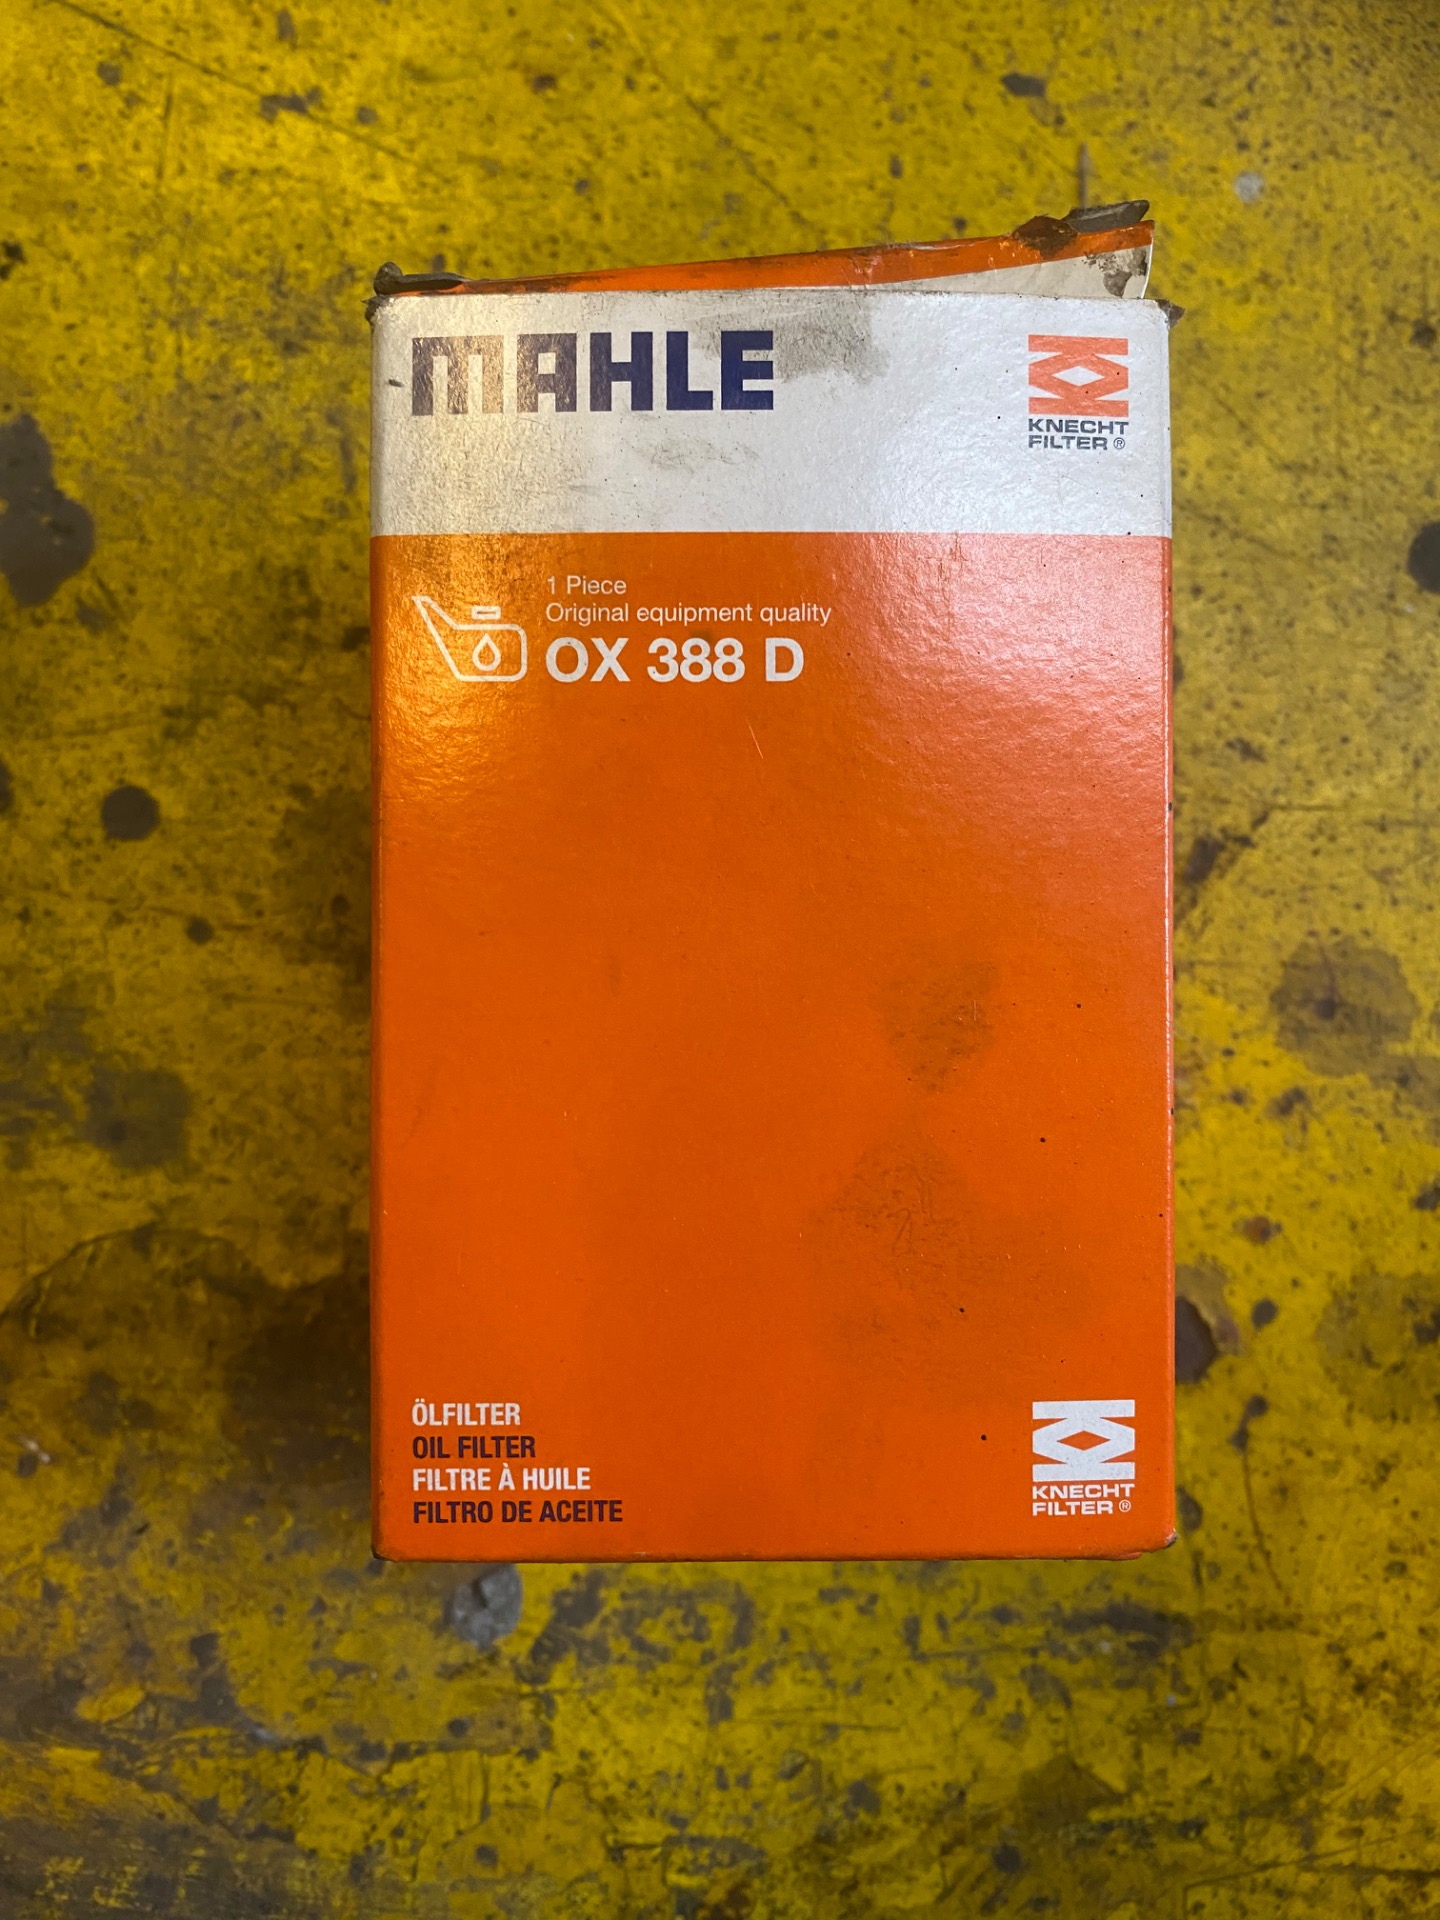 MAHLE
KNECHT
FILTER®
1 Piece
Original equipment quality
OX 388 D
ÖLFILTER
OIL FILTER
FILTRE À HUILE
FILTRO DE ACEITE
KNECHT
FILTER®